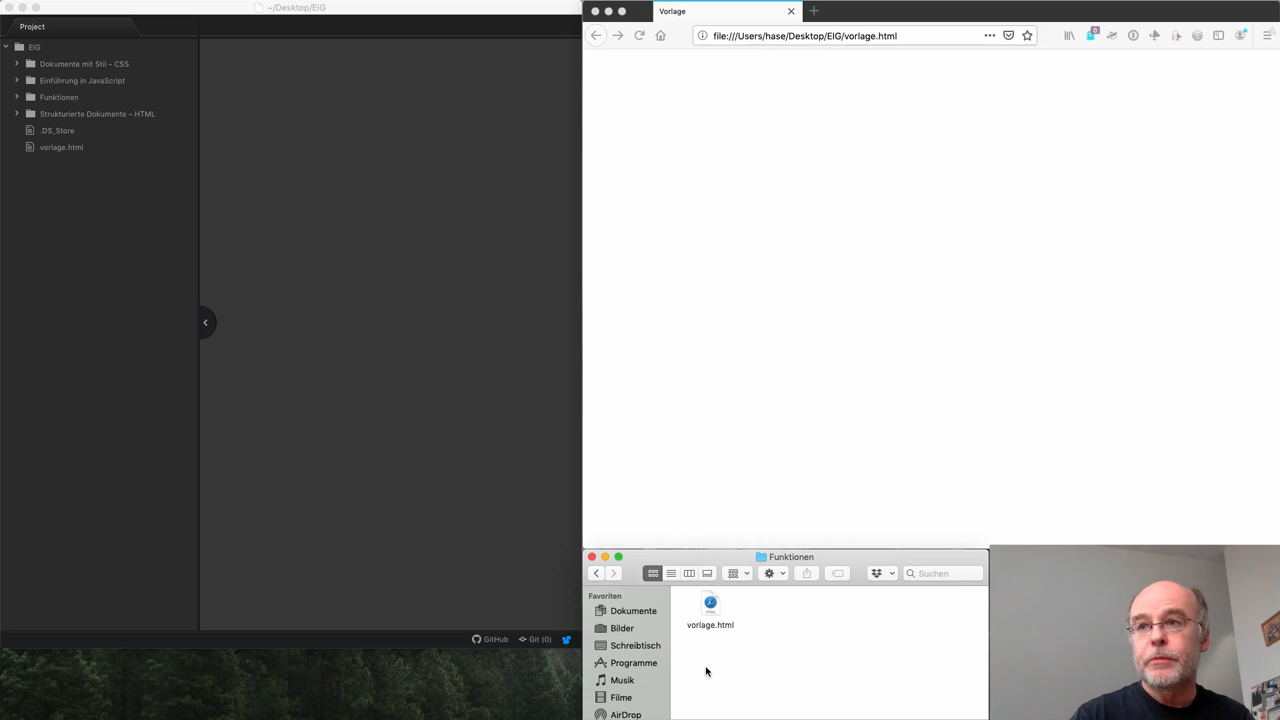 ~/Desktop/EIG
Project
EIG
Dokumente mit Stil – CSS
Einführung in JavaScript
Funktionen
Strukturierte Dokumente – HTML
.DS_Store
vorlage.html
GitHub
Git (0)
Vorlage
file:///Users/hase/Desktop/EIG/vorlage.html
0
Funktionen
Suchen
Favoriten
Dokumente
Bilder
Schreibtisch
Programme
Musik
Filme
AirDrop
vorlage.html